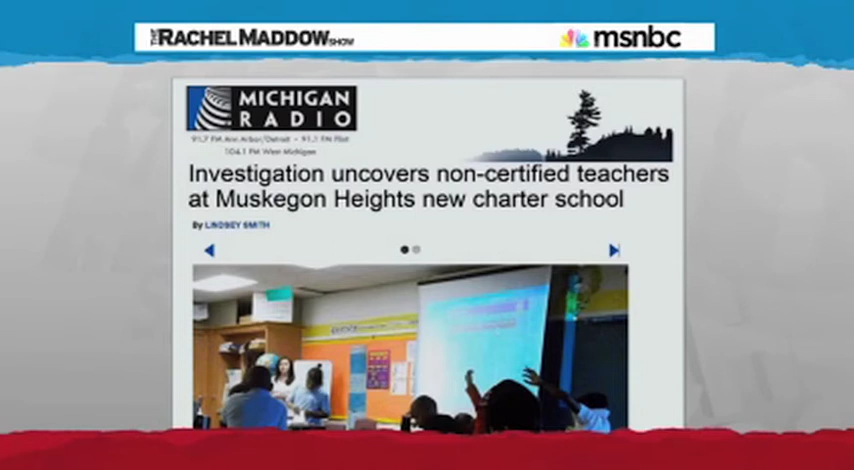 THE RACHEL MADDOW SHOW
msnbc
MICHIGAN
RADIO
91.7 FM Ann Arbor/Detroit - 91.1 FM Flint
104.1 FM West Michigan
Investigation uncovers non-certified teachers
at Muskegon Heights new charter school
By LINDSEY SMITH